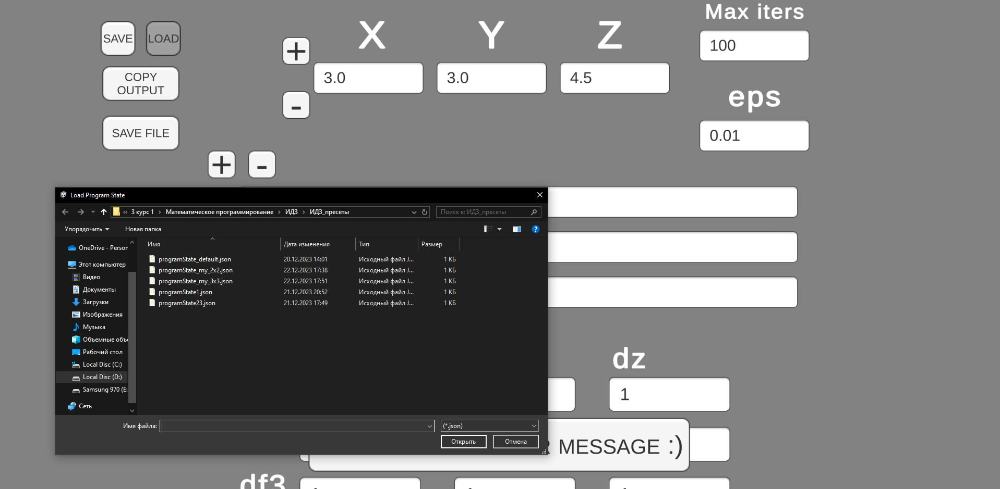 Max iters
X Y Z
SAVE LOAD
+
100
COPY
OUTPUT
3.0 3.0 4.5
eps
-
SAVE FILE
0.01
+ -
Load Program State
« 3 курс 1 › Математическое программирование › ИДЗ › ИДЗ_пресеты
Поиск в: ИДЗ_пресеты
Упорядочить Новая папка
Имя Дата изменения Тип Размер
OneDrive - Person
Этот компьютер
Видео
Документы
Загрузки
Изображения
Музыка
Объемные объ
Рабочий стол
Local Disc (C:)
Local Disc (D:)
Samsung 970 (E:
Сеть
programState_default.json 20.12.2023 14:01 Исходный файл J... 1 КБ
programState_my_2x2.json 22.12.2023 17:38 Исходный файл J... 1 КБ
programState_my_3x3.json 22.12.2023 17:51 Исходный файл J... 1 КБ
programState1.json 21.12.2023 20:52 Исходный файл J... 1 КБ
programState23.json 21.12.2023 17:49 Исходный файл J... 1 КБ
dz
1
Имя файла:
(*.json)
Открыть Отмена
MESSAGE :)
df3